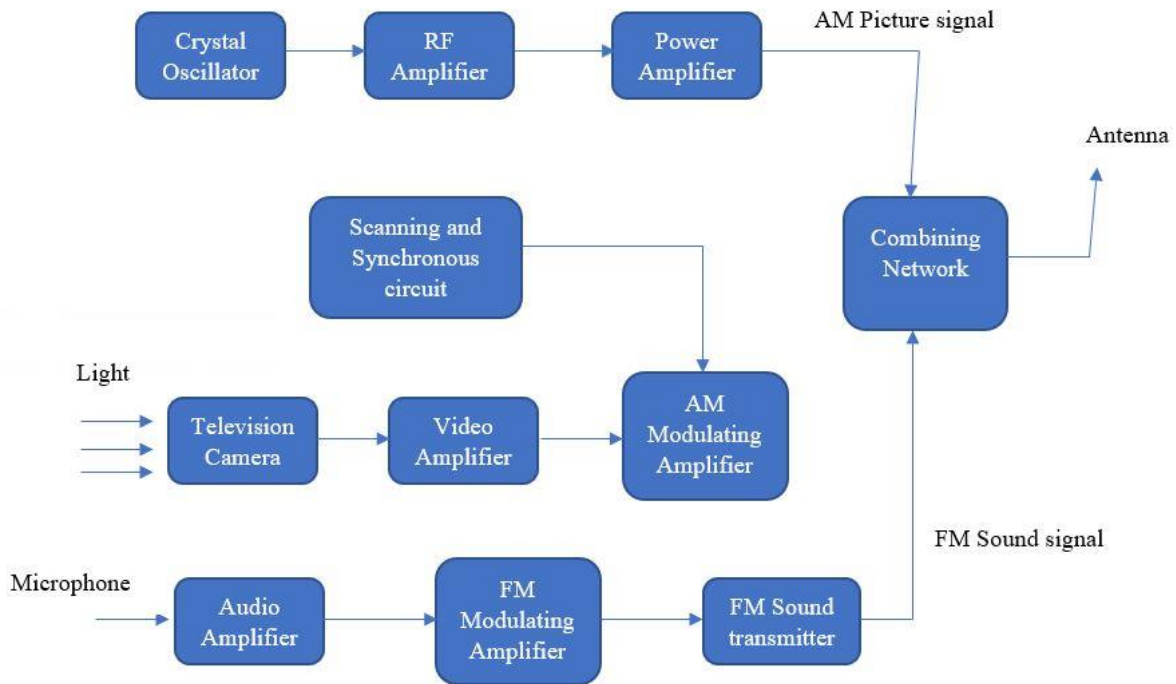 AM Picture signal
Crystal
Oscillator
RF
Amplifier
Power
Amplifier
Antenna
Scanning and
Synchronous
circuit
Combining
Network
Light
Television
Camera
Video
Amplifier
AM
Modulating
Amplifier
FM Sound signal
Microphone
Audio
Amplifier
FM
Modulating
Amplifier
FM Sound
transmitter